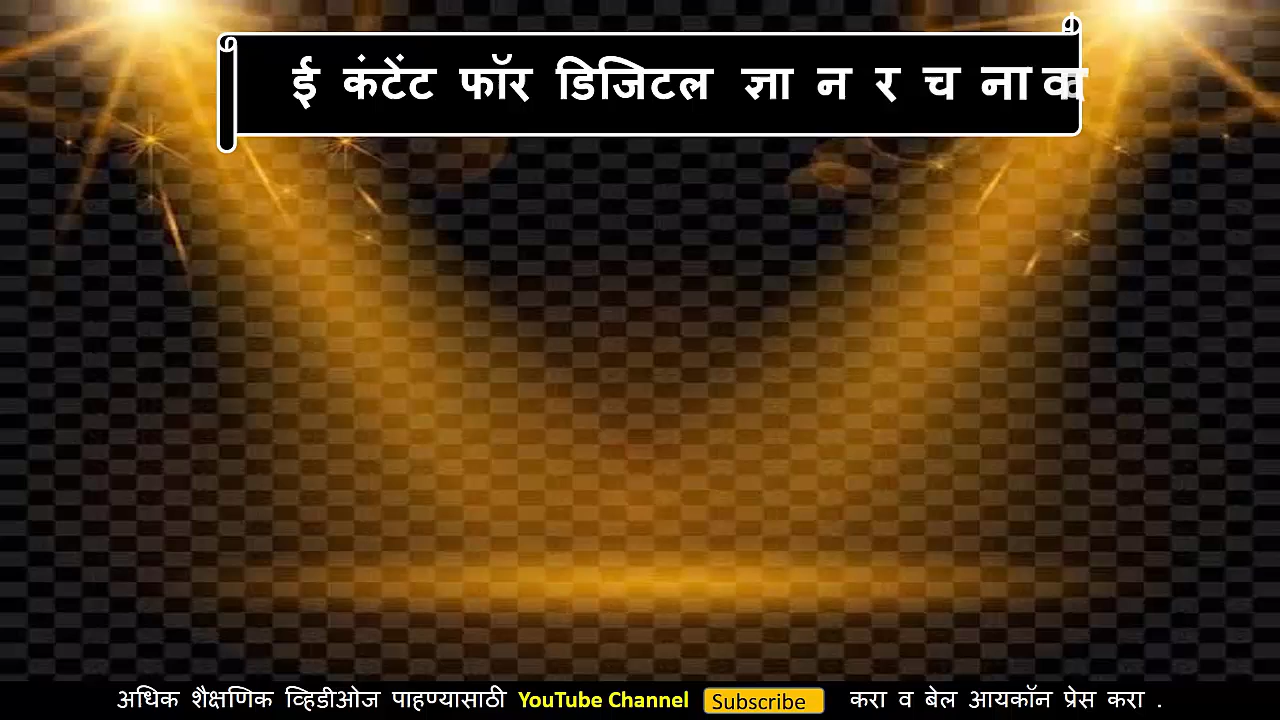 ई कंटेंट फॉर डिजिटल ज्ञा न र च ना
अधिक शैक्षणिक व्हिडीओज पाहण्यासाठी YouTube Channel Subscribe करा व बेल आयकॉन प्रेस करा .